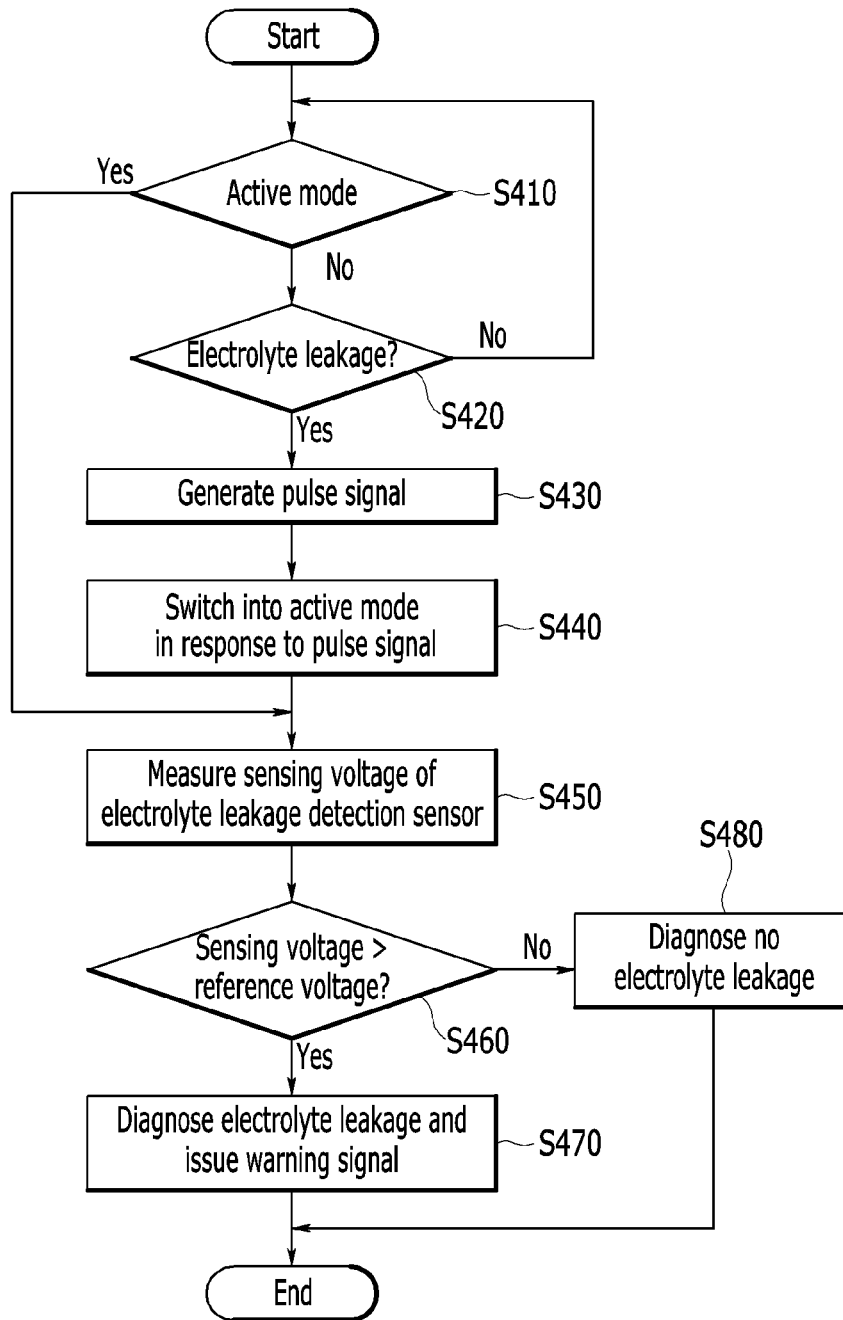 Start
Yes
Active mode
S410
No
Electrolyte leakage?
No
S420
Yes
Generate pulse signal
S430
Switch into active mode
in response to pulse signal
S440
Measure sensing voltage of
electrolyte leakage detection sensor
S450
S480
Sensing voltage >
reference voltage?
No
Diagnose no
electrolyte leakage
S460
Yes
Diagnose electrolyte leakage and
issue warning signal
S470
End